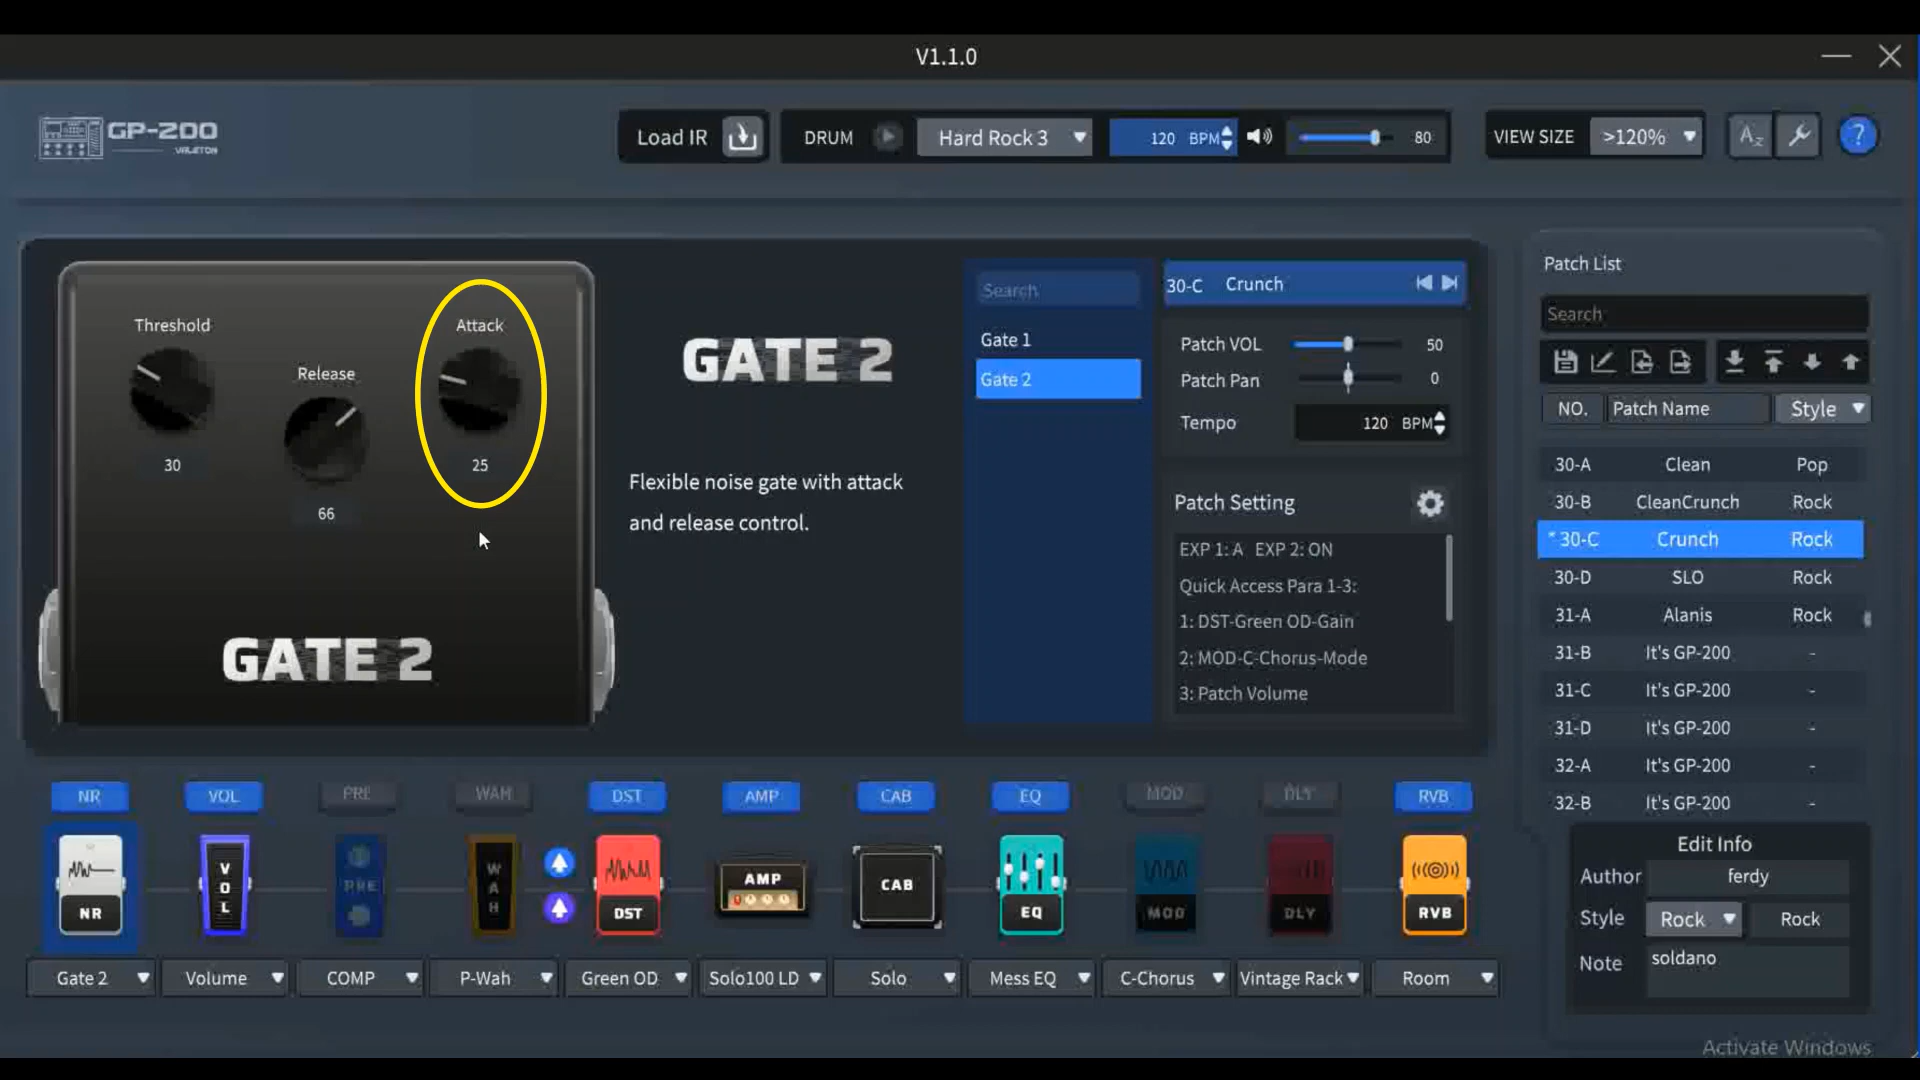 V1.1.0
GP-200
VALETON
Load IR
DRUM
Hard Rock 3
120 BPM
80
VIEW SIZE
>120%
Az
?
Threshold
30
Release
66
Attack
25
GATE 2
GATE 2
Flexible noise gate with attack
and release control.
Search
Gate 1
Gate 2
30-C Crunch
Patch VOL 50
Patch Pan 0
Tempo 120 BPM
Patch Setting
EXP 1: A EXP 2: ON
Quick Access Para 1-3:
1: DST-Green OD-Gain
2: MOD-C-Chorus-Mode
3: Patch Volume
Patch List
Search
NO. Patch Name Style
30-A Clean Pop
30-B CleanCrunch Rock
* 30-C Crunch Rock
30-D SLO Rock
31-A Alanis Rock
31-B It's GP-200 -
31-C It's GP-200 -
31-D It's GP-200 -
32-A It's GP-200 -
32-B It's GP-200 -
Edit Info
Author ferdy
Style Rock Rock
Note soldano
NR VOL PRE WAH DST AMP CAB EQ MOD DLY RVB
NR VOL PRE WAH DST AMP CAB EQ MOD DLY RVB
Gate 2 Volume COMP P-Wah Green OD Solo100 LD Solo Mess EQ C-Chorus Vintage Rack Room
Activate Windows